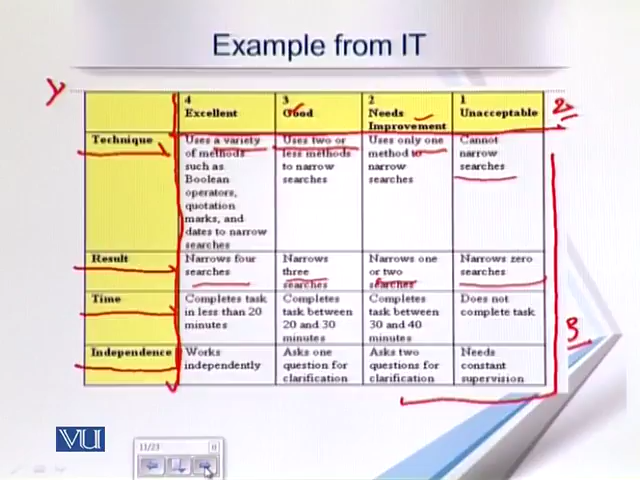 Example from IT
4
Excellent
3
Good
2
Needs
Improvement
1
Unacceptable
Technique
Uses a variety
of methods
such as
Boolean
operators,
quotation
marks, and
dates to narrow
searches
Uses two or
less methods
to narrow
searches
Uses only one
method to
narrow
searches
Cannot
narrow
searches
Result
Narrows four
searches
Narrows
three
searches
Narrows one
or two
searches
Narrows zero
searches
Time
Completes task
in less than 20
minutes
Completes
task between
20 and 30
minutes
Completes
task between
30 and 40
minutes
Does not
complete task
Independence
Works
independently
Asks one
question for
clarification
Asks two
questions for
clarification
Needs
constant
supervision
3
VU
11/23